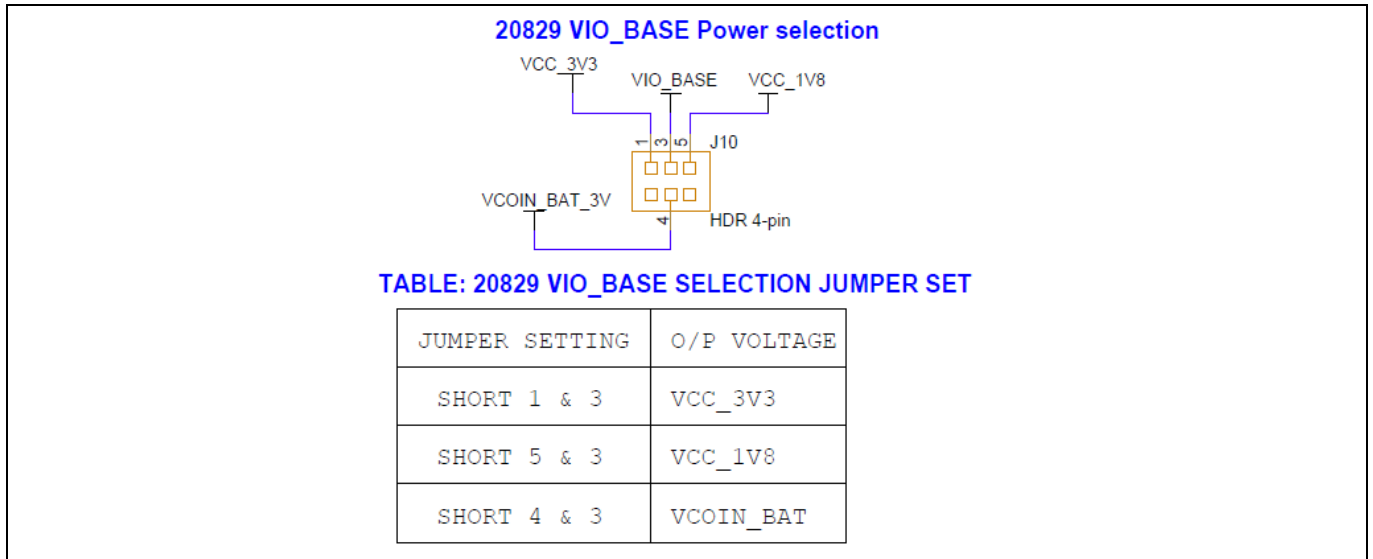 20829 VIO_BASE Power selection
VCC_3V3
VIO_BASE
VCC_1V8
1 3 5
J10
VCOIN_BAT_3V
4
HDR 4-pin
TABLE: 20829 VIO_BASE SELECTION JUMPER SET
JUMPER SETTING O/P VOLTAGE
SHORT 1 & 3 VCC_3V3
SHORT 5 & 3 VCC_1V8
SHORT 4 & 3 VCOIN_BAT